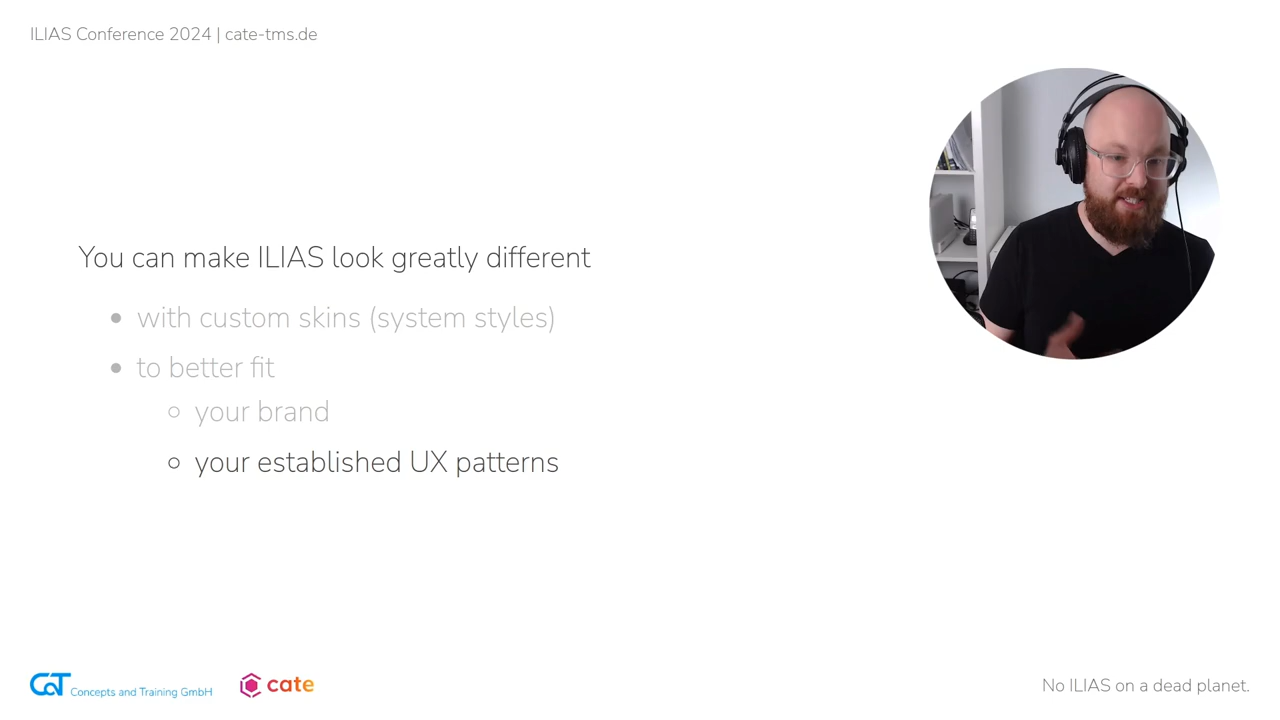 ILIAS Conference 2024 | cate-tms.de
You can make ILIAS look greatly different
with custom skins (system styles)
to better fit
your brand
your established UX patterns
CaT Concepts and Training GmbH
cate
No ILIAS on a dead planet.